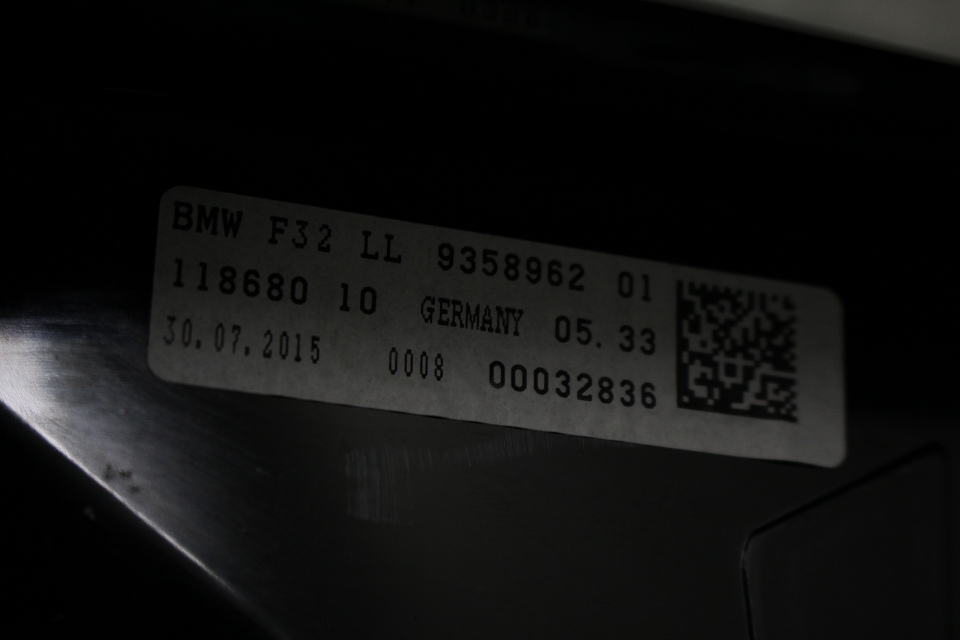 BMW F32 LL 9358962 01
118680 10 GERMANY 05.33
30.07.2015 0008 00032836